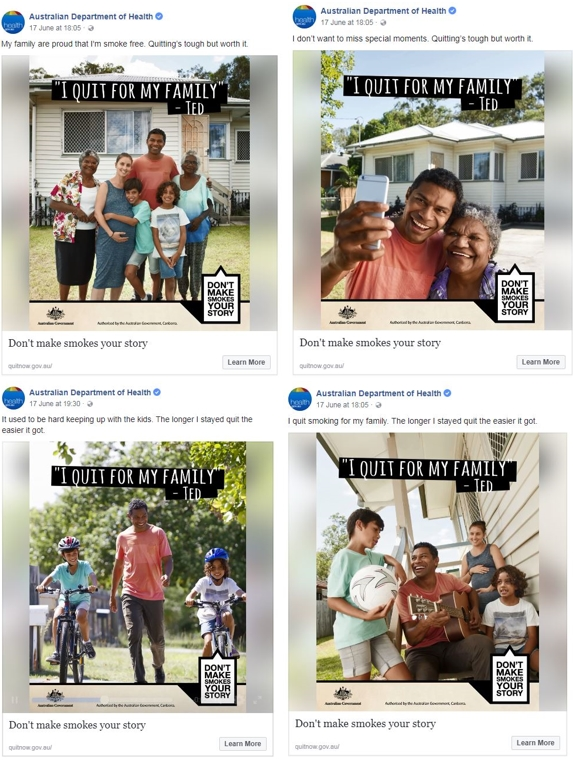 Australian Department of Health
17 June at 18:05 ·
My family are proud that I'm smoke free. Quitting's tough but worth it.
"I QUIT FOR MY FAMILY"
- TED
DON'T
MAKE
SMOKES
YOUR
STORY
Australian Government
Authorised by the Australian Government, Canberra.
Don't make smokes your story
quitnow.gov.au/
Learn More
Australian Department of Health
17 June at 18:05 ·
I don't want to miss special moments. Quitting's tough but worth it.
"I QUIT FOR MY FAMILY"
- TED
DON'T
MAKE
SMOKES
YOUR
STORY
Australian Government
Authorised by the Australian Government, Canberra.
Don't make smokes your story
quitnow.gov.au/
Learn More
Australian Department of Health
17 June at 19:30 ·
It used to be hard keeping up with the kids. The longer I stayed quit the
easier it got.
"I QUIT FOR MY FAMILY"
- TED
DON'T
MAKE
SMOKES
YOUR
STORY
Australian Government
Authorised by the Australian Government, Canberra.
Don't make smokes your story
quitnow.gov.au/
Learn More
Australian Department of Health
17 June at 18:05 ·
I quit smoking for my family. The longer I stayed quit the easier it got.
"I QUIT FOR MY FAMILY"
- TED
DON'T
MAKE
SMOKES
YOUR
STORY
Australian Government
Authorised by the Australian Government, Canberra.
Don't make smokes your story
quitnow.gov.au/
Learn More